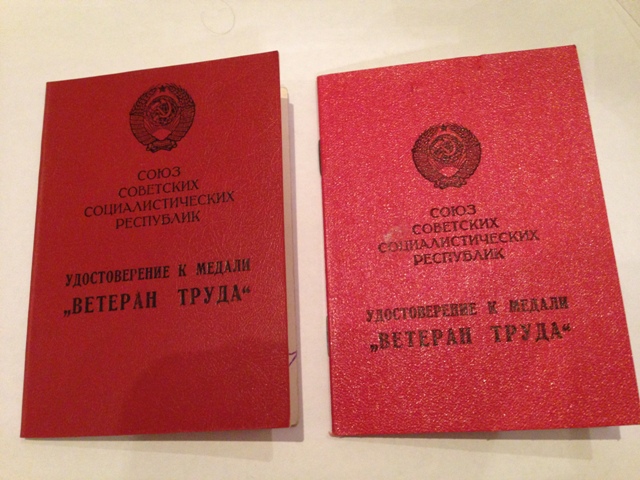 СОЮЗ
СОВЕТСКИХ
СОЦИАЛИСТИЧЕСКИХ
РЕСПУБЛИК
УДОСТОВЕРЕНИЕ К МЕДАЛИ
„ВЕТЕРАН ТРУДА“
СОЮЗ
СОВЕТСКИХ
СОЦИАЛИСТИЧЕСКИХ
РЕСПУБЛИК
УДОСТОВЕРЕНИЕ К МЕДАЛИ
„ВЕТЕРАН ТРУДА“